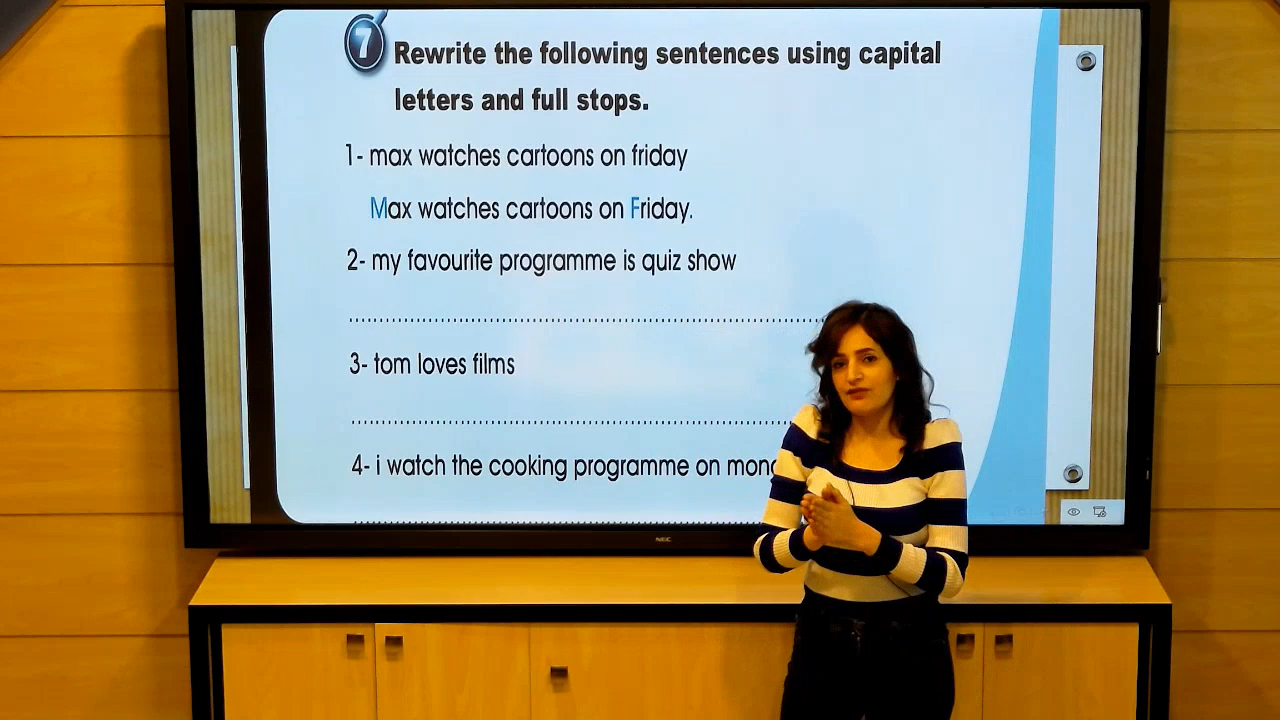 7
Rewrite the following sentences using capital
letters and full stops.
1- max watches cartoons on friday
Max watches cartoons on Friday.
2- my favourite programme is quiz show
3- tom loves films
4- i watch the cooking programme on
NEC